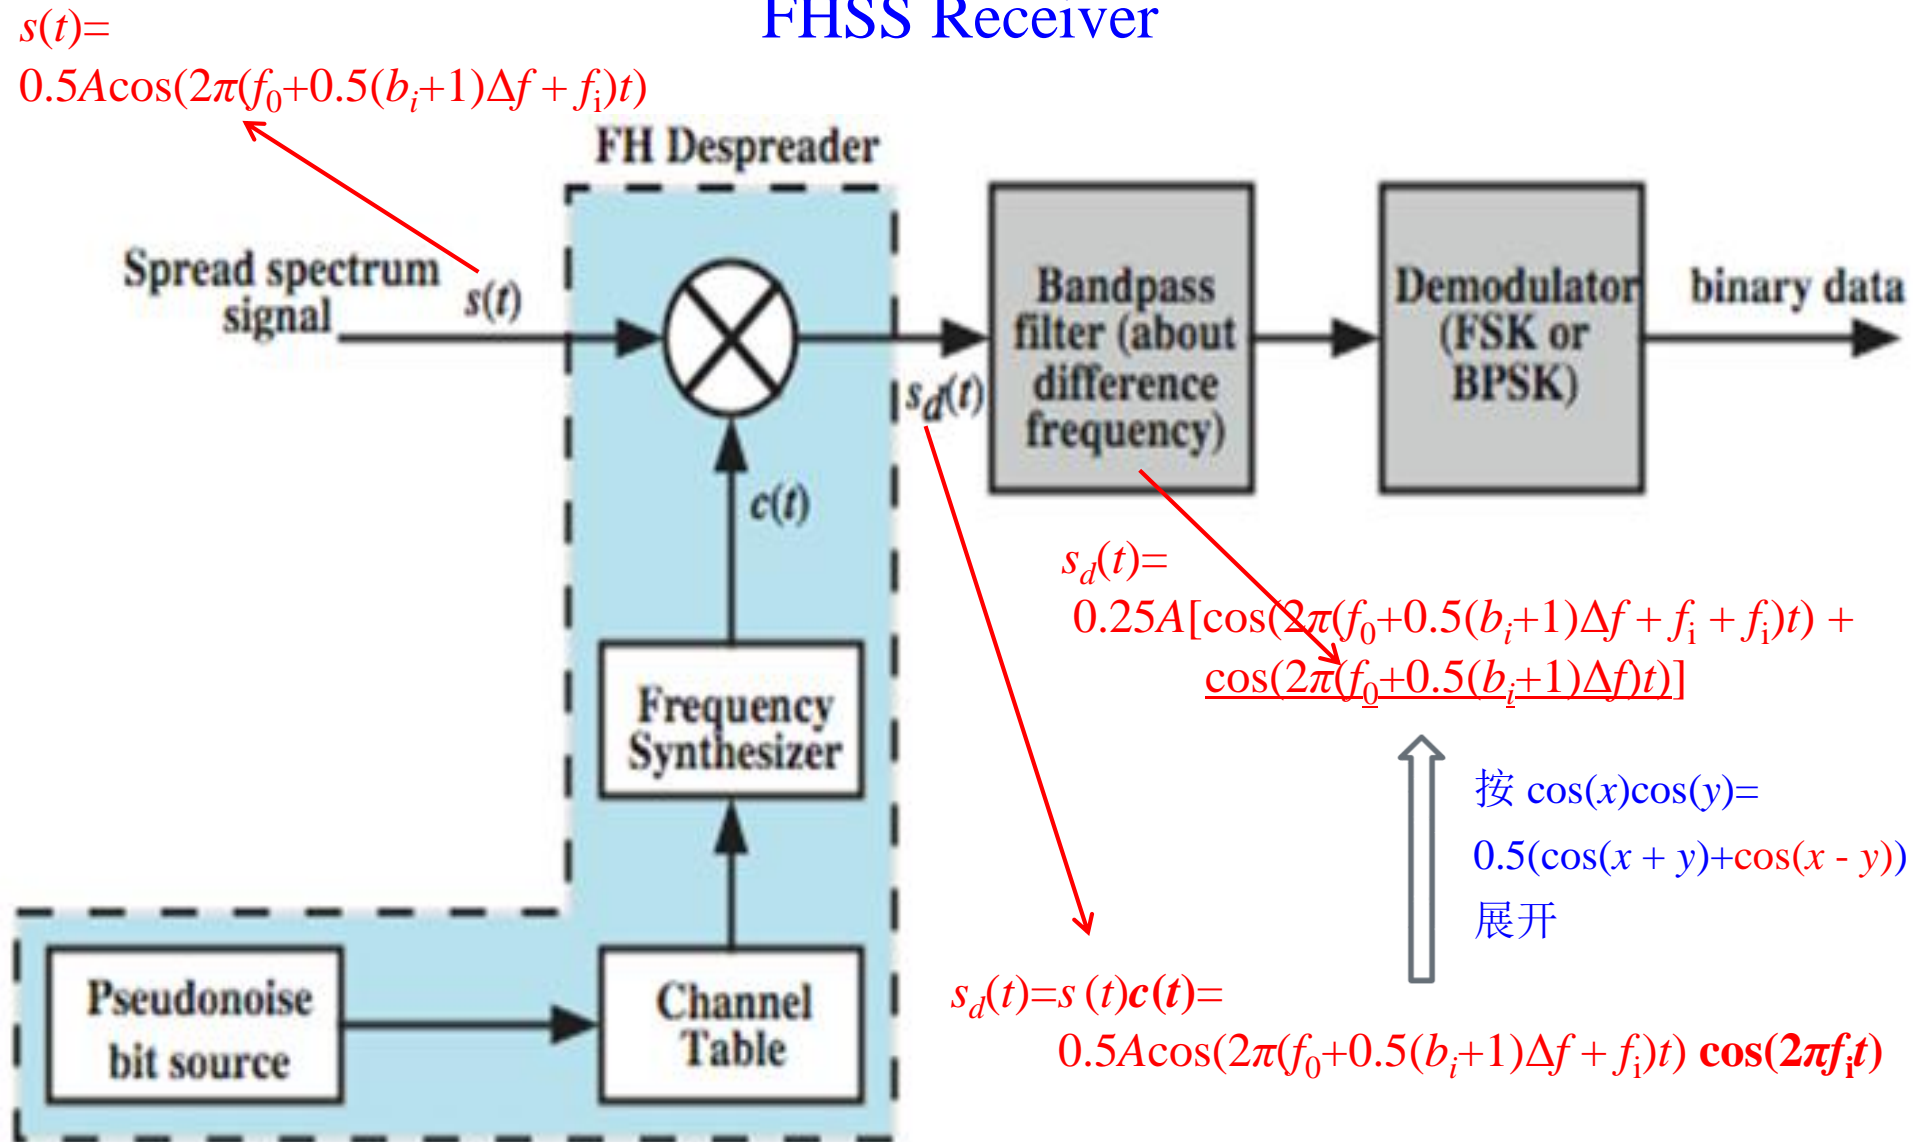 FHSS Receiver
s(t)=
0.5Acos(2π(f₀+0.5(bᵢ+1)Δf + fᵢ)t)
FH Despreader
Spread spectrum
signal
s(t)
Bandpass
filter (about
difference
frequency)
Demodulator
(FSK or
BPSK)
binary data
s_d(t)
c(t)
s_d(t)=
0.25A[cos(2π(f₀+0.5(bᵢ+1)Δf + fᵢ + fᵢ)t) +
cos(2π(f₀+0.5(bᵢ+1)Δf)t)]
Frequency
Synthesizer
按 cos(x)cos(y)=
0.5(cos(x + y)+cos(x - y))
展开
Pseudonoise
bit source
Channel
Table
s_d(t)=s (t)c(t)=
0.5Acos(2π(f₀+0.5(bᵢ+1)Δf + fᵢ)t) cos(2πfᵢt)